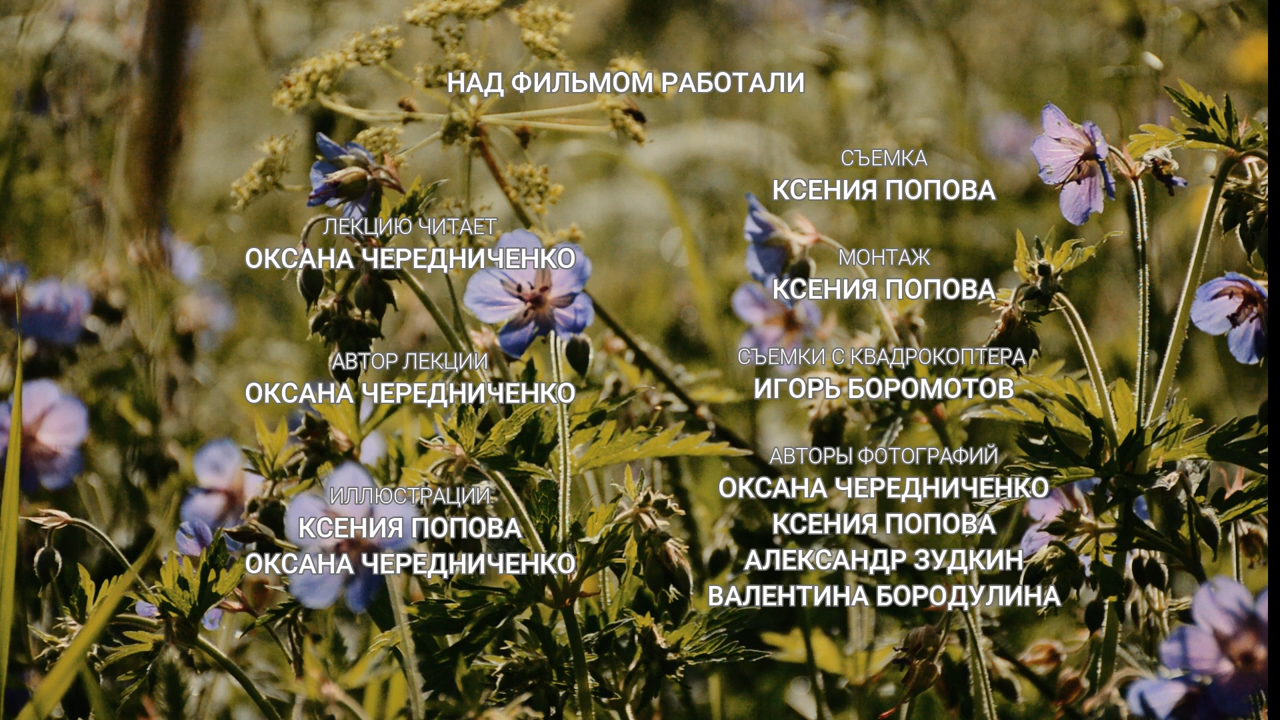 НАД ФИЛЬМОМ РАБОТАЛИ
ЛЕКЦИЮ ЧИТАЕТ
ОКСАНА ЧЕРЕДНИЧЕНКО
АВТОР ЛЕКЦИИ
ОКСАНА ЧЕРЕДНИЧЕНКО
ИЛЛЮСТРАЦИИ
КСЕНИЯ ПОПОВА
ОКСАНА ЧЕРЕДНИЧЕНКО
СЪЕМКА
КСЕНИЯ ПОПОВА
МОНТАЖ
КСЕНИЯ ПОПОВА
СЪЕМКИ С КВАДРОКОПТЕРА
ИГОРЬ БОРОМОТОВ
АВТОРЫ ФОТОГРАФИЙ
ОКСАНА ЧЕРЕДНИЧЕНКО
КСЕНИЯ ПОПОВА
АЛЕКСАНДР ЗУДКИН
ВАЛЕНТИНА БОРОДУЛИНА